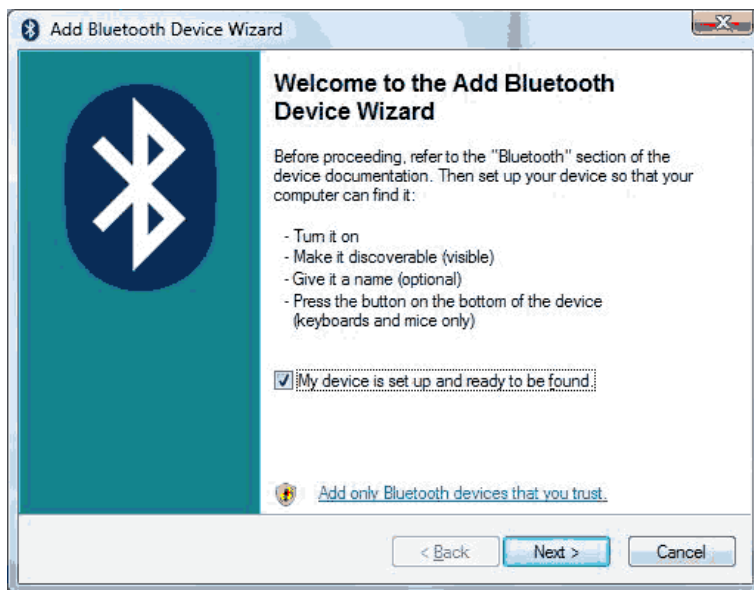 Add Bluetooth Device Wizard
Welcome to the Add Bluetooth
Device Wizard
Before proceeding, refer to the "Bluetooth" section of the
device documentation. Then set up your device so that your
computer can find it:
- Turn it on
- Make it discoverable (visible)
- Give it a name (optional)
- Press the button on the bottom of the device
(keyboards and mice only)
My device is set up and ready to be found.
Add only Bluetooth devices that you trust.
< Back Next > Cancel